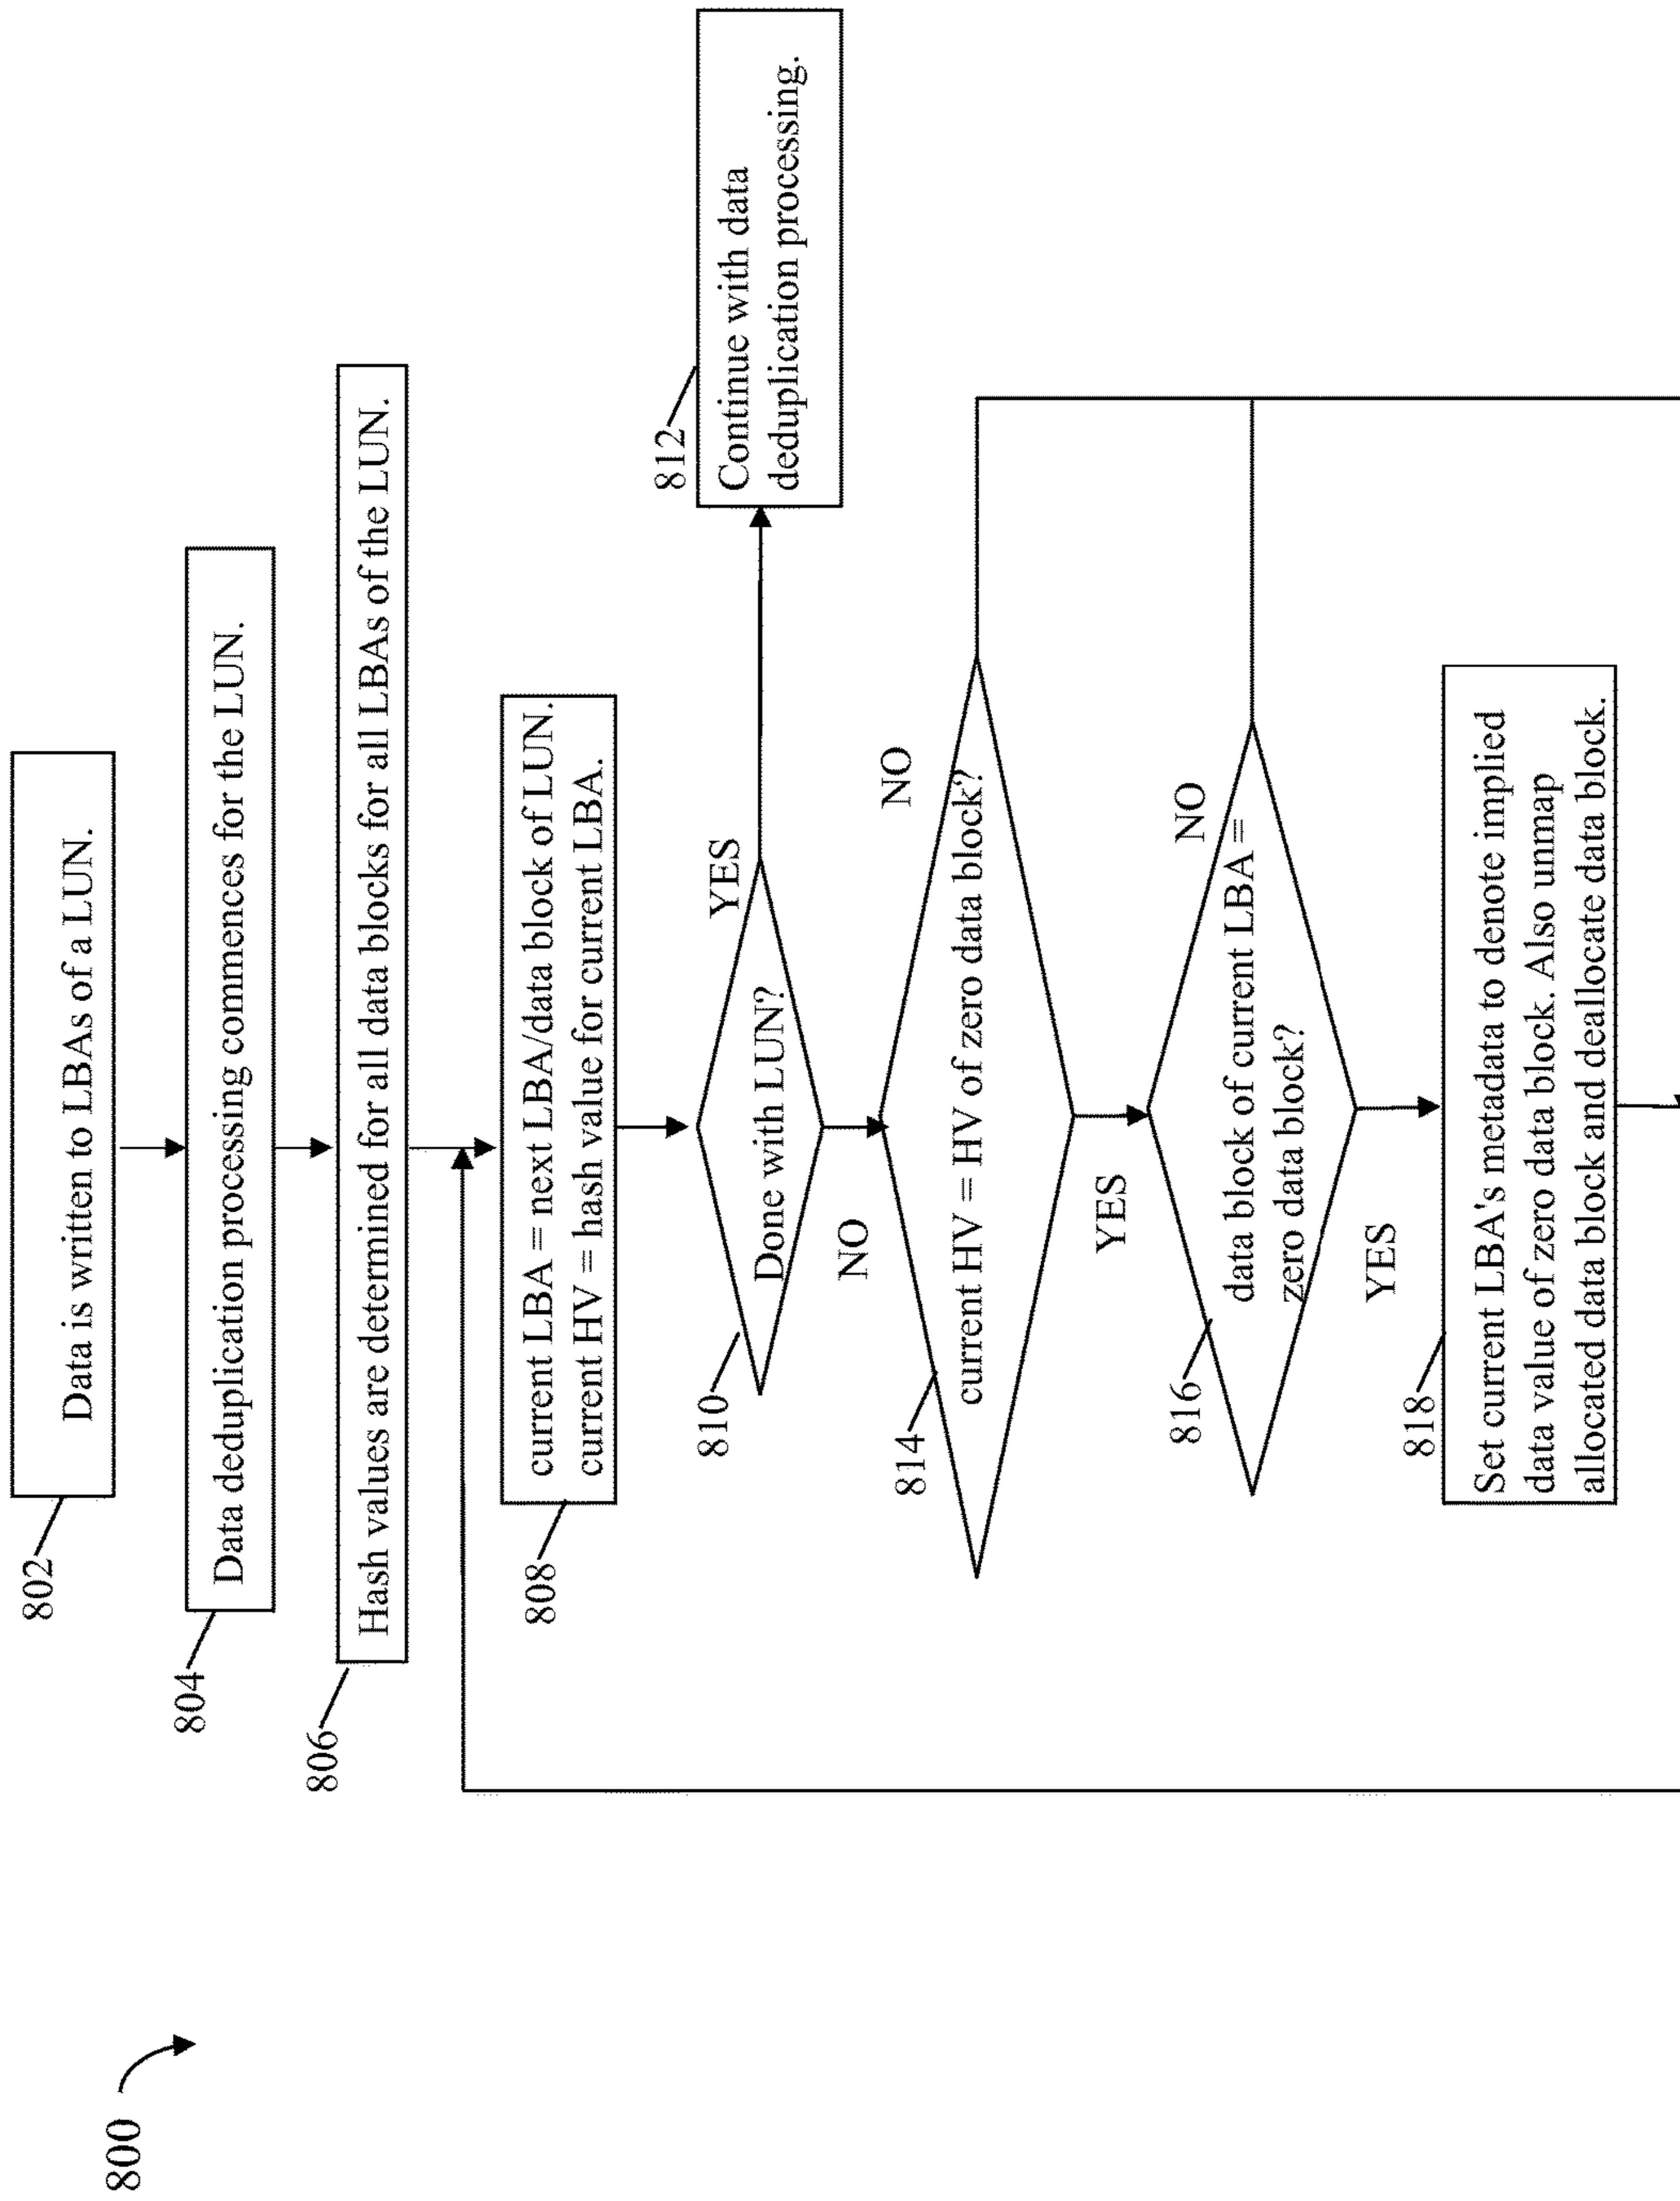 800
802
Data is written to LBAs of a LUN.
804
Data deduplication processing commences for the LUN.
806
Hash values are determined for all data blocks for all LBAs of the LUN.
808
current LBA = next LBA/data block of LUN.
current HV = hash value for current LBA.
810
Done with LUN?
YES
812
Continue with data
deduplication processing.
NO
814
current HV = HV of zero data block?
NO
YES
816
data block of current LBA =
zero data block?
NO
YES
818
Set current LBA's metadata to denote implied
data value of zero data block. Also unmap
allocated data block and deallocate data block.